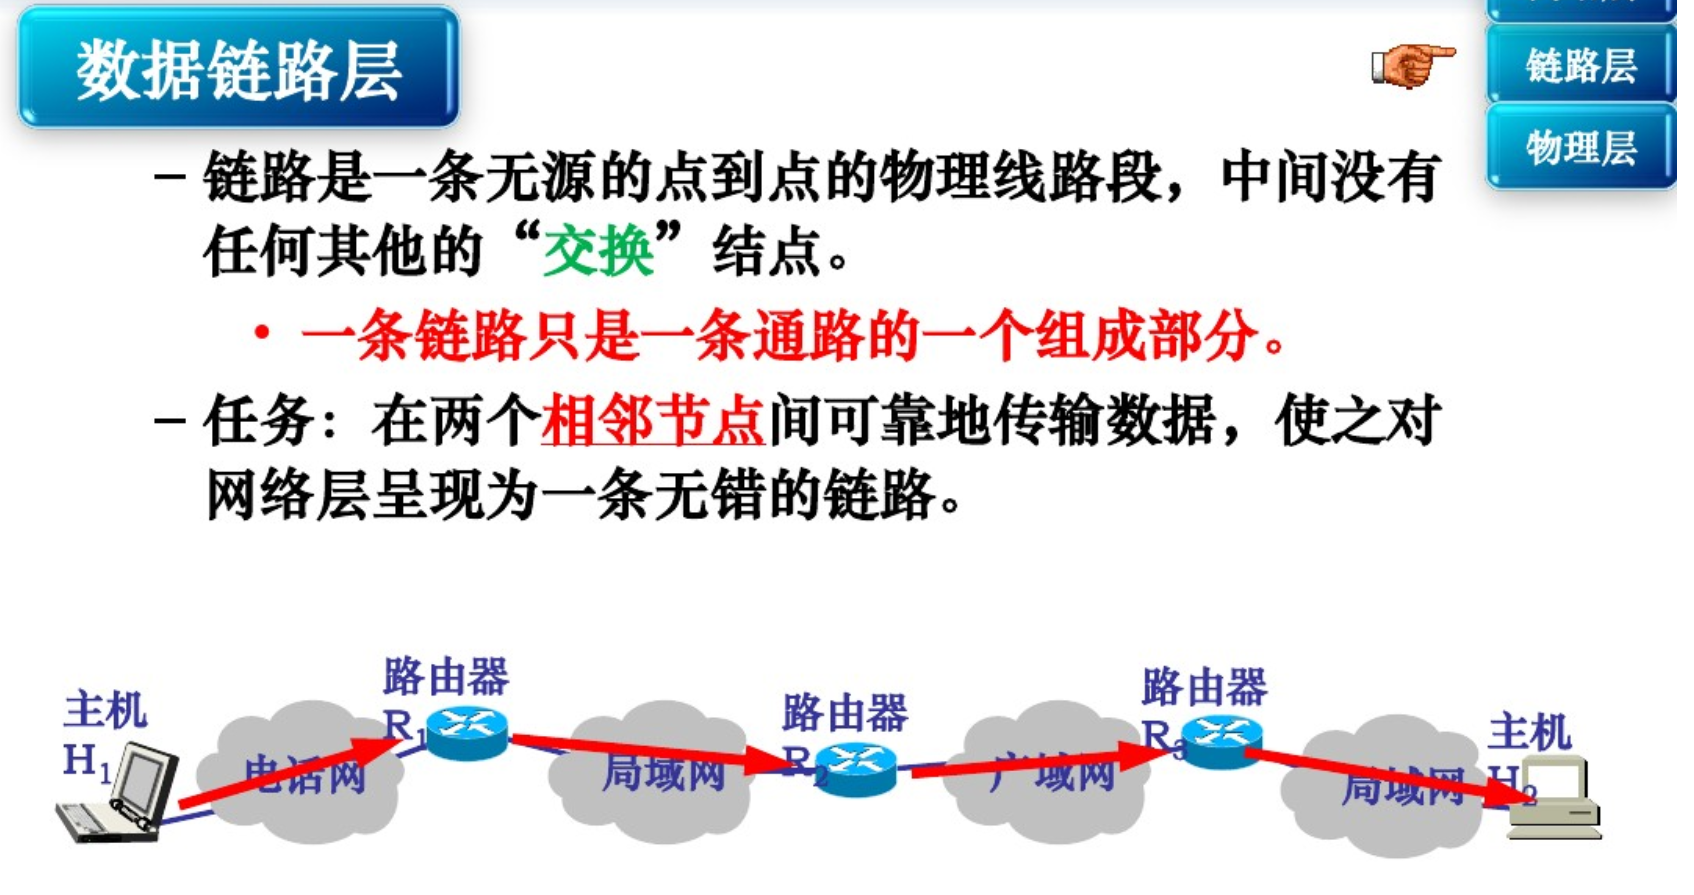 数据链路层
链路层
物理层
– 链路是一条无源的点到点的物理线路段，中间没有
任何其他的“交换”结点。
• 一条链路只是一条通路的一个组成部分。
– 任务：在两个相邻节点间可靠地传输数据，使之对
网络层呈现为一条无错的链路。
主机
H1
电话网
路由器
R1
局域网
路由器
R2
广域网
路由器
R3
局域网
主机
H2